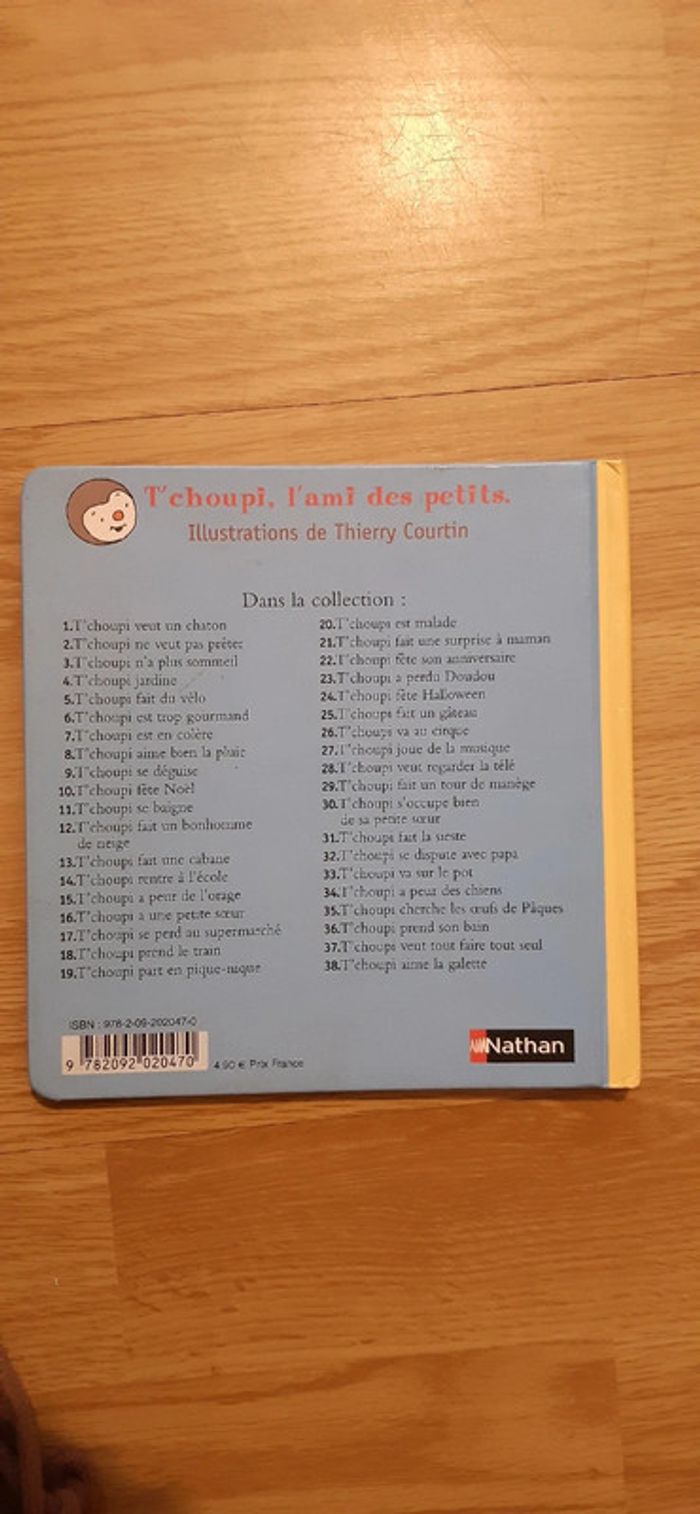 T'choupi, l'ami des petits.
Illustrations de Thierry Courtin
Dans la collection :
1.T'choupi veut un chaton
2.T'choupi ne veut pas prêter
3.T'choupi n'a plus sommeil
4.T'choupi jardine
5.T'choupi fait du vélo
6.T'choupi est trop gourmand
7.T'choupi est en colère
8.T'choupi aime bien la pluie
9.T'choupi se déguise
10.T'choupi fête Noël
11.T'choupi se baigne
12.T'choupi fait un bonhomme
de neige
13.T'choupi fait une cabane
14.T'choupi rentre à l'école
15.T'choupi a peur de l'orage
16.T'choupi a une petite sœur
17.T'choupi se perd au supermarché
18.T'choupi prend le train
19.T'choupi part en pique-nique
20.T'choupi est malade
21.T'choupi fait une surprise à maman
22.T'choupi fête son anniversaire
23.T'choupi a perdu Doudou
24.T'choupi fête Halloween
25.T'choupi fait un gâteau
26.T'choupi va au cirque
27.T'choupi joue de la musique
28.T'choupi veut regarder la télé
29.T'choupi fait un tour de manège
30.T'choupi s'occupe bien
de sa petite sœur
31.T'choupi fait la sieste
32.T'choupi se dispute avec papa
33.T'choupi va sur le pot
34.T'choupi a peur des chiens
35.T'choupi cherche les œufs de Pâques
36.T'choupi prend son bain
37.T'choupi veut tout faire tout seul
38.T'choupi aime la galette
ISBN : 978-2-09-202047-0
9 782092 020470
4.90 € Prix France
Nathan